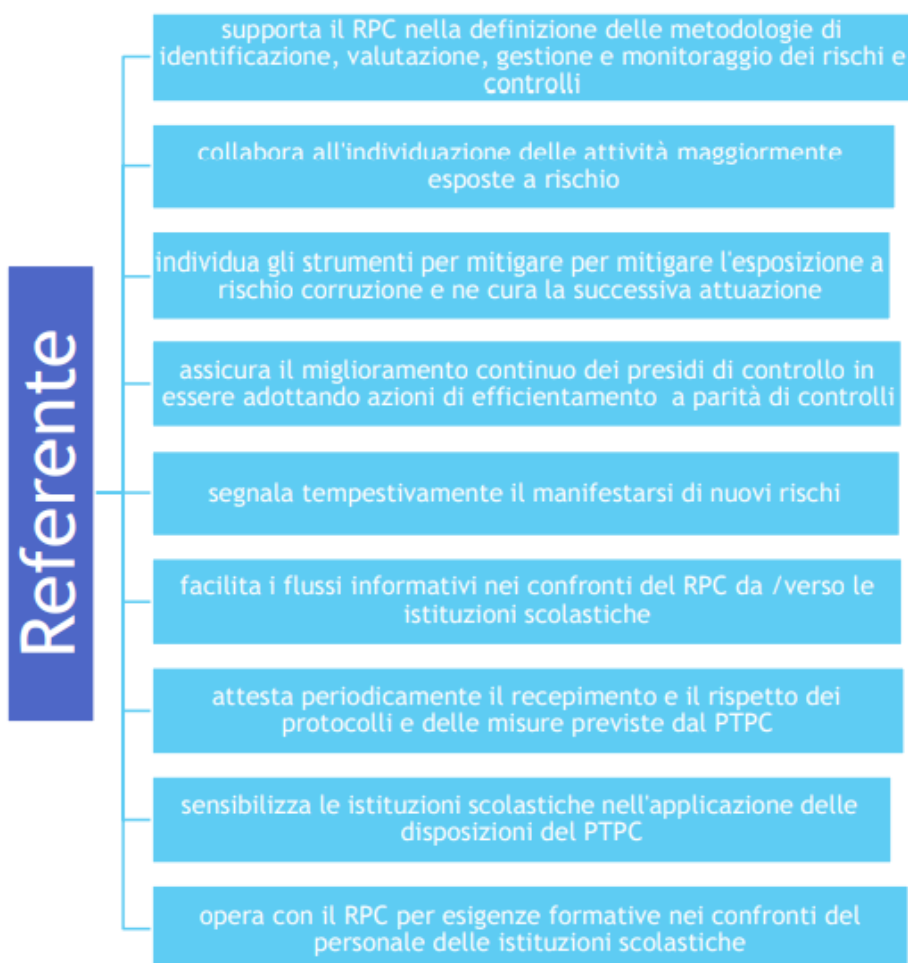 Referente
supporta il RPC nella definizione delle metodologie di
identificazione, valutazione, gestione e monitoraggio dei rischi e
controlli
collabora all'individuazione delle attività maggiormente
esposte a rischio
individua gli strumenti per mitigare per mitigare l'esposizione a
rischio corruzione e ne cura la successiva attuazione
assicura il miglioramento continuo dei presidi di controllo in
essere adottando azioni di efficientamento  a parità di controlli
segnala tempestivamente il manifestarsi di nuovi rischi
facilita i flussi informativi nei confronti del RPC da /verso le
istituzioni scolastiche
attesta periodicamente il recepimento e il rispetto dei
protocolli e delle misure previste dal PTPC
sensibilizza le istituzioni scolastiche nell'applicazione delle
disposizioni del PTPC
opera con il RPC per esigenze formative nei confronti del
personale delle istituzioni scolastiche